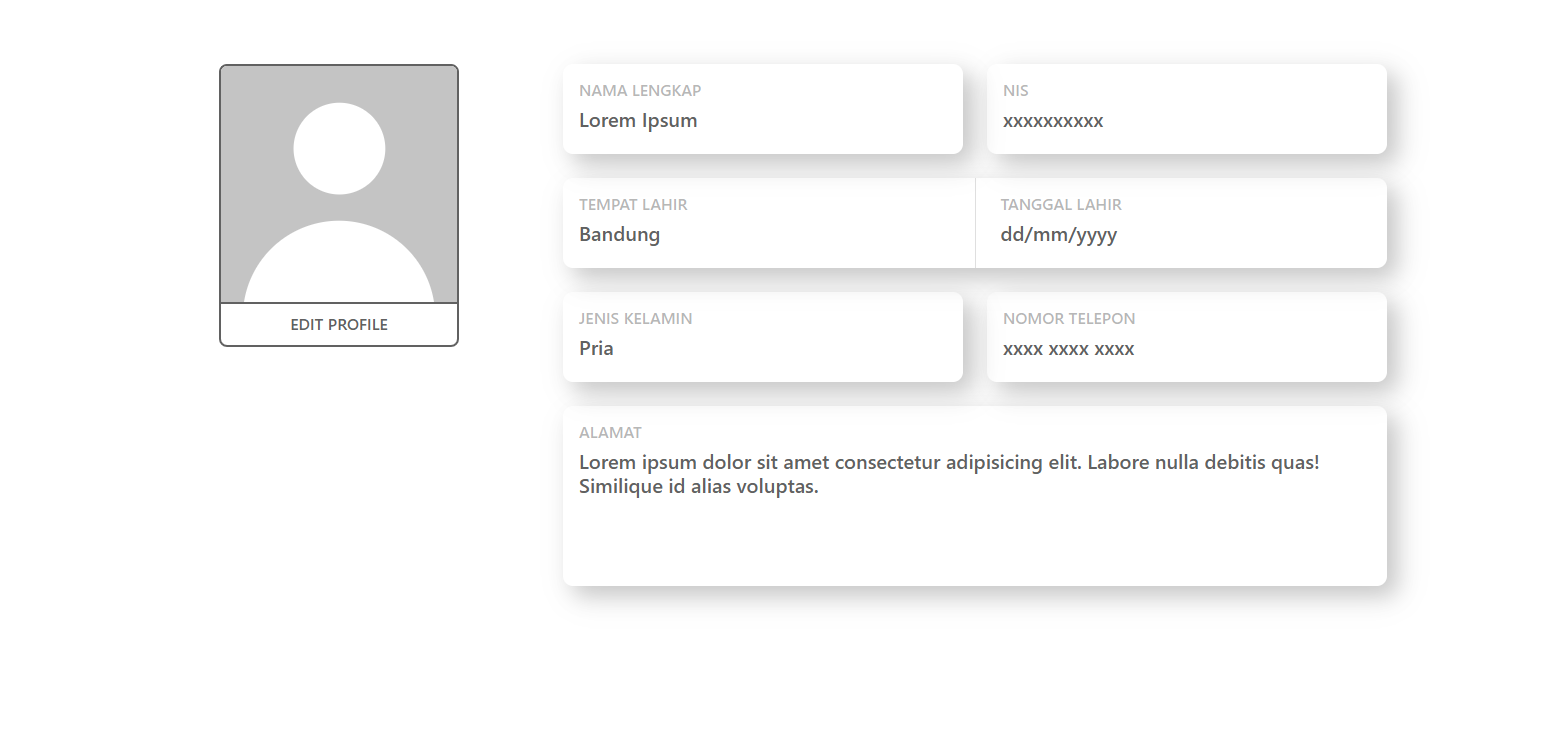 EDIT PROFILE
NAMA LENGKAP
Lorem Ipsum
NIS
xxxxxxxxxx
TEMPAT LAHIR
Bandung
TANGGAL LAHIR
dd/mm/yyyy
JENIS KELAMIN
Pria
NOMOR TELEPON
xxxx xxxx xxxx
ALAMAT
Lorem ipsum dolor sit amet consectetur adipisicing elit. Labore nulla debitis quas!
Similique id alias voluptas.